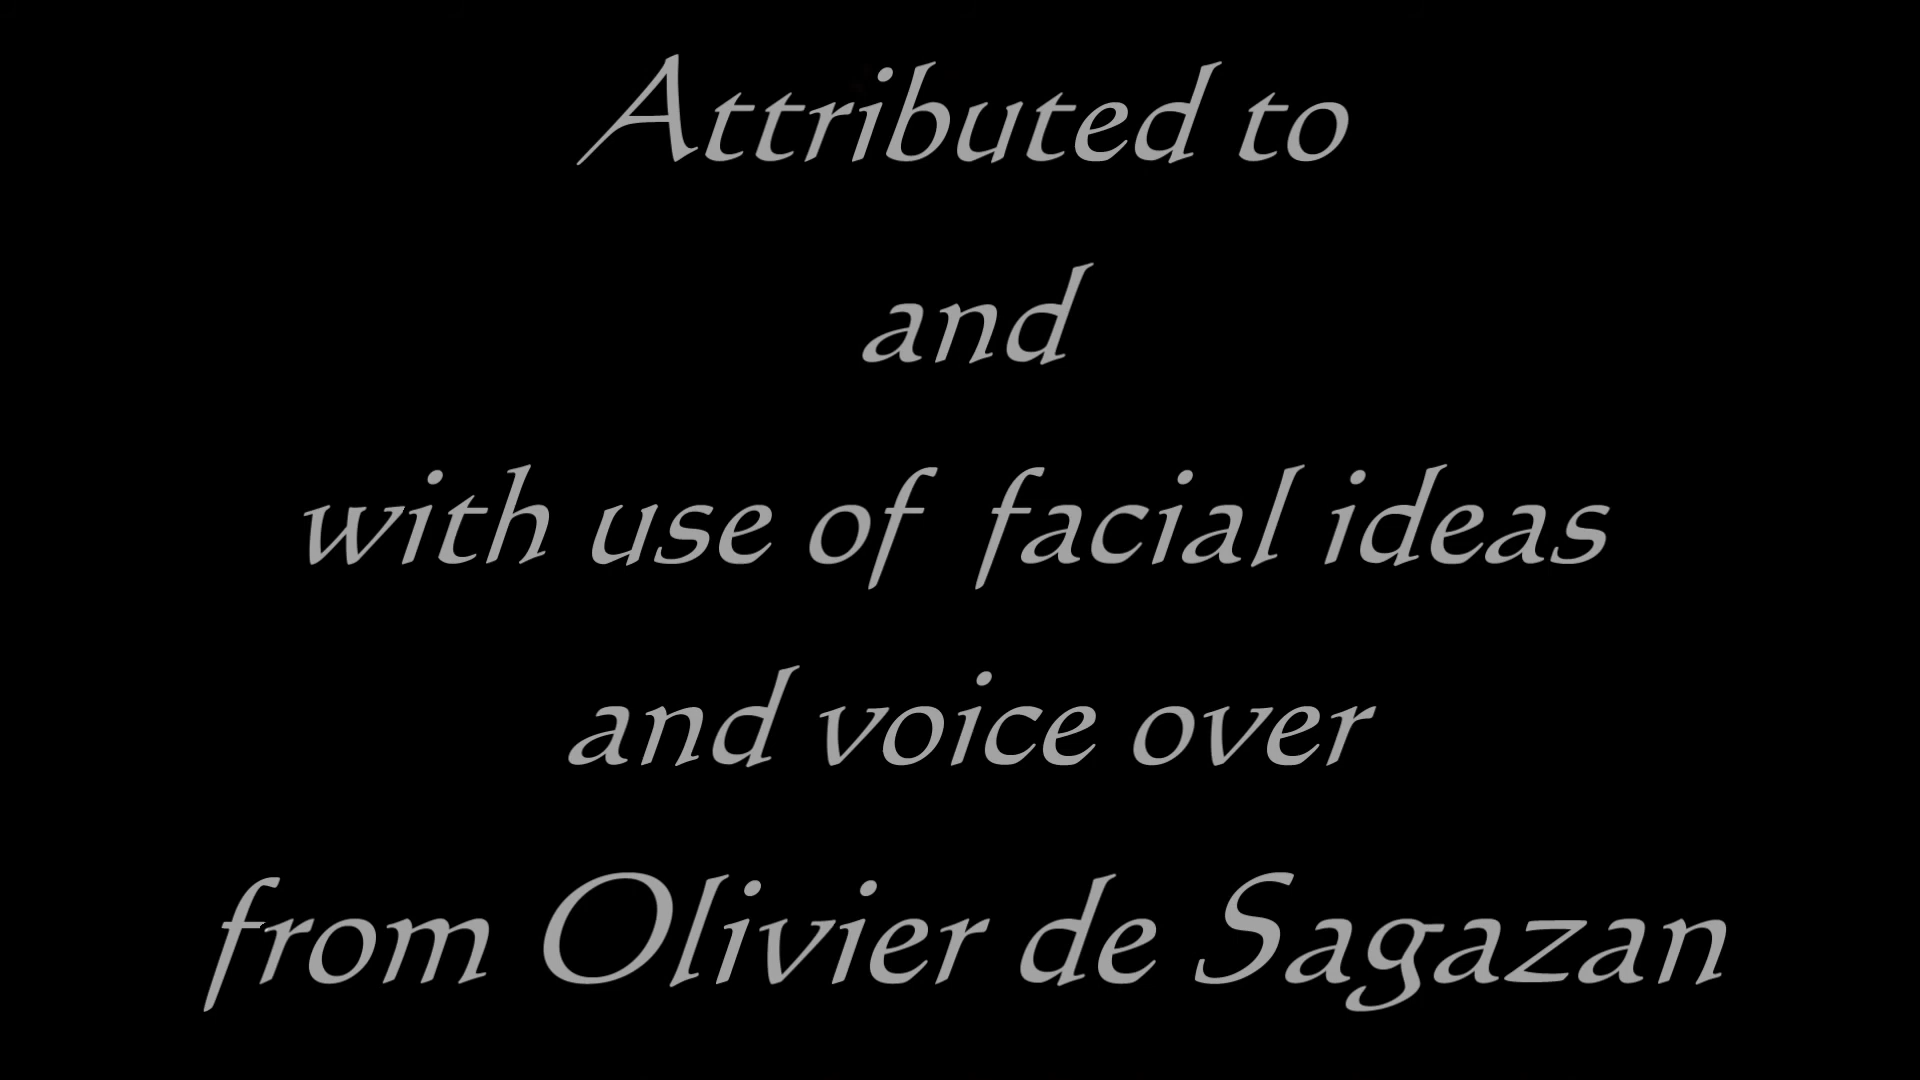 Attributed to
and
with use of facial ideas
and voice over
from Olivier de Sagazan